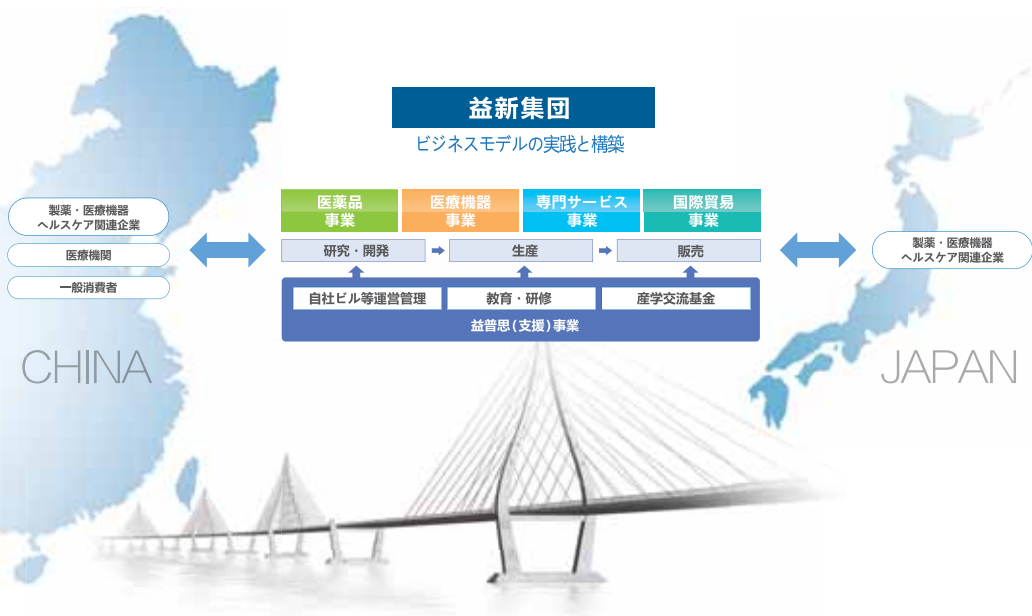 益新集団
ビジネスモデルの実践と構築
医薬品
事業
医療機器
事業
専門サービス
事業
国際貿易
事業
製薬・医療機器
ヘルスケア関連企業
医療機関
一般消費者
研究・開発
生産
販売
製薬・医療機器
ヘルスケア関連企業
自社ビル等運営管理
教育・研修
産学交流基金
益普思(支援)事業
CHINA
JAPAN